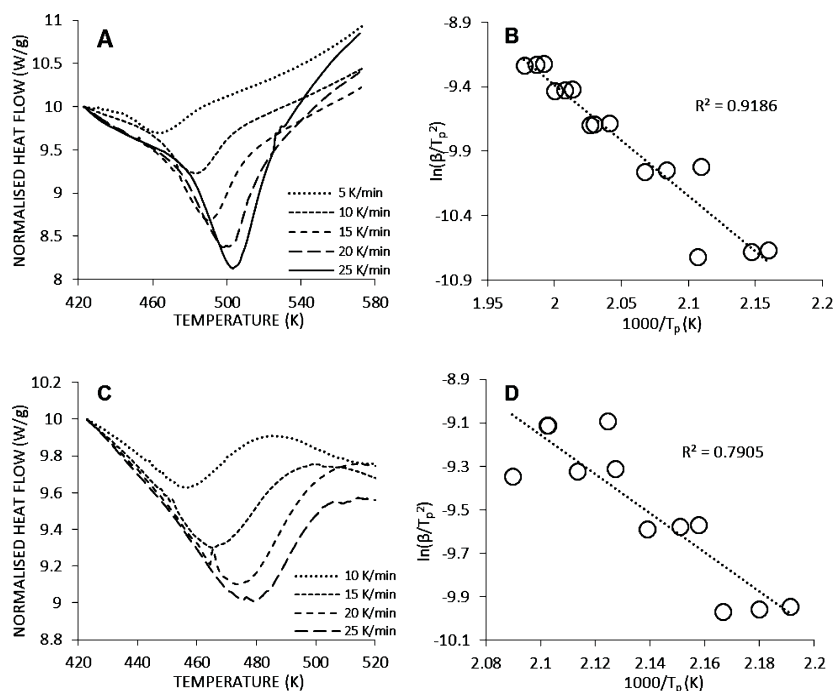 A
NORMALISED HEAT FLOW (W/g)
11
10.5
10
9.5
9
8.5
8
420 460 500 540 580
TEMPERATURE (K)
5 K/min
10 K/min
15 K/min
20 K/min
25 K/min
B
ln(β/Tp²)
-8.9
-9.4
-9.9
-10.4
-10.9
1.95 2 2.05 2.1 2.15 2.2
1000/Tp (K)
R² = 0.9186
C
NORMALISED HEAT FLOW (W/g)
10.2
10
9.8
9.6
9.4
9.2
9
8.8
420 440 460 480 500 520
TEMPERATURE (K)
10 K/min
15 K/min
20 K/min
25 K/min
D
ln(β/Tp²)
-8.9
-9.1
-9.3
-9.5
-9.7
-9.9
-10.1
2.08 2.1 2.12 2.14 2.16 2.18 2.2
1000/Tp (K)
R² = 0.7905